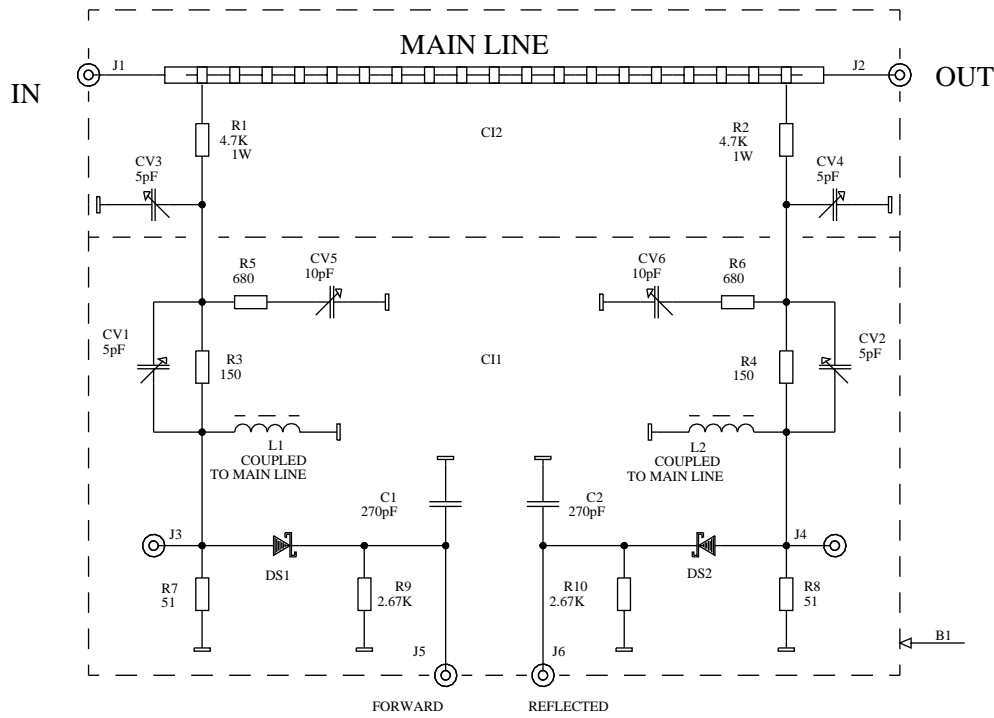 MAIN LINE
J1
J2
IN
OUT
R1
4.7K
1W
CI2
R2
4.7K
1W
CV3
5pF
CV4
5pF
R5
680
CV5
10pF
CV6
10pF
R6
680
CV1
5pF
R3
150
CI1
R4
150
CV2
5pF
L1
COUPLED
TO MAIN LINE
L2
COUPLED
TO MAIN LINE
C1
270pF
C2
270pF
J3
DS1
DS2
J4
R7
51
R9
2.67K
R10
2.67K
R8
51
B1
J5
J6
FORWARD
REFLECTED